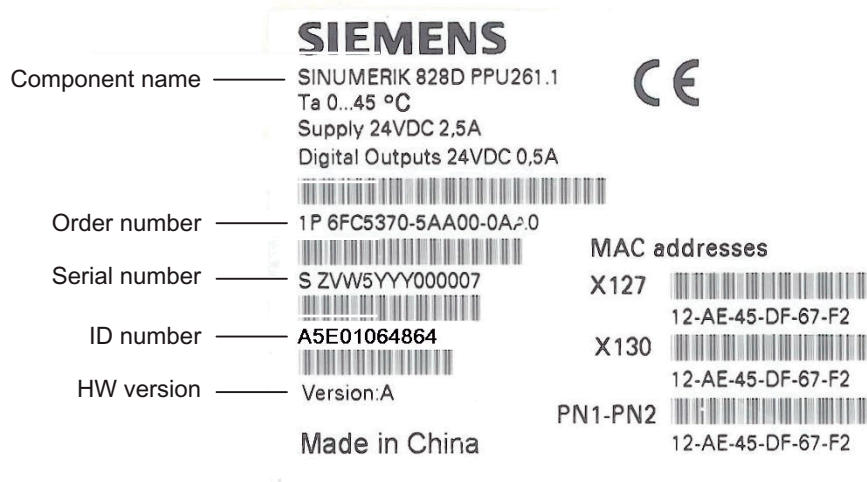 SIEMENS
Component name
SINUMERIK 828D PPU261.1
Ta 0...45 °C
Supply 24VDC 2,5A
Digital Outputs 24VDC 0,5A
CE
Order number
1P 6FC5370-5AA00-0AA0
Serial number
S ZVW5YYY000007
ID number
A5E01064864
HW version
Version:A
Made in China
MAC addresses
X127
12-AE-45-DF-67-F2
X130
12-AE-45-DF-67-F2
PN1-PN2
12-AE-45-DF-67-F2